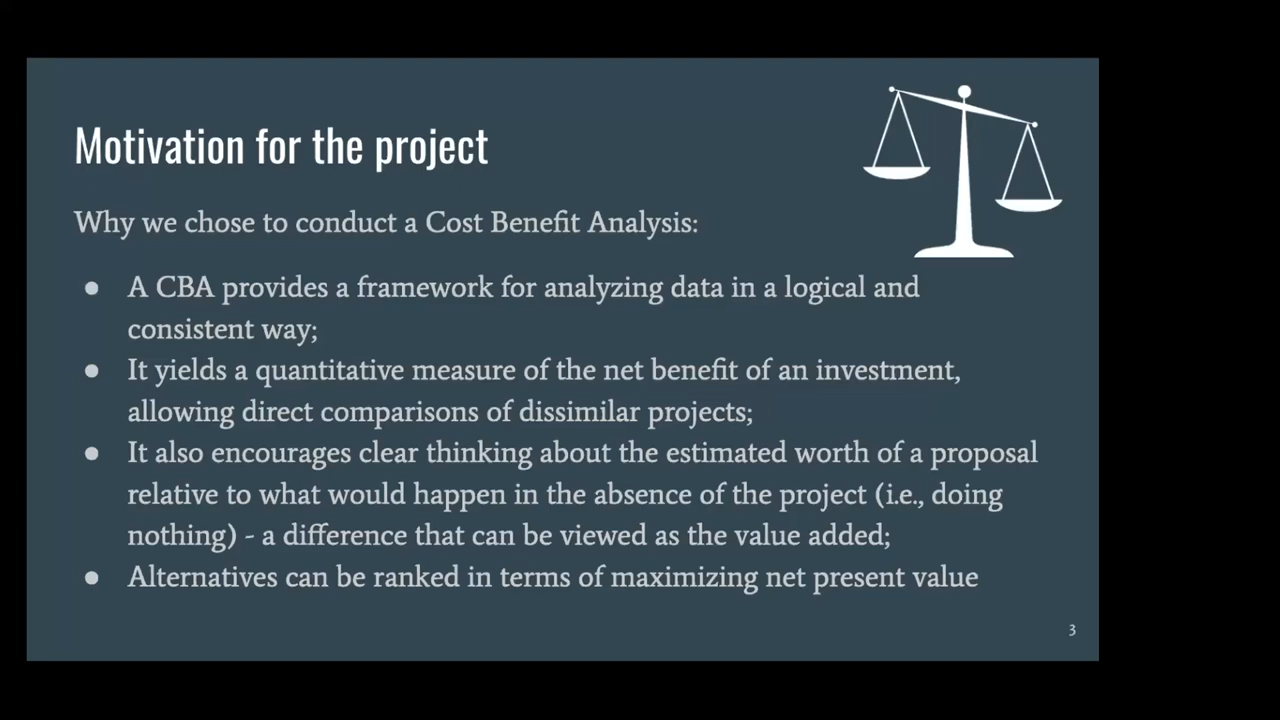 Motivation for the project
Why we chose to conduct a Cost Benefit Analysis:
● A CBA provides a framework for analyzing data in a logical and
consistent way;
● It yields a quantitative measure of the net benefit of an investment,
allowing direct comparisons of dissimilar projects;
● It also encourages clear thinking about the estimated worth of a proposal
relative to what would happen in the absence of the project (i.e., doing
nothing) - a difference that can be viewed as the value added;
● Alternatives can be ranked in terms of maximizing net present value
3